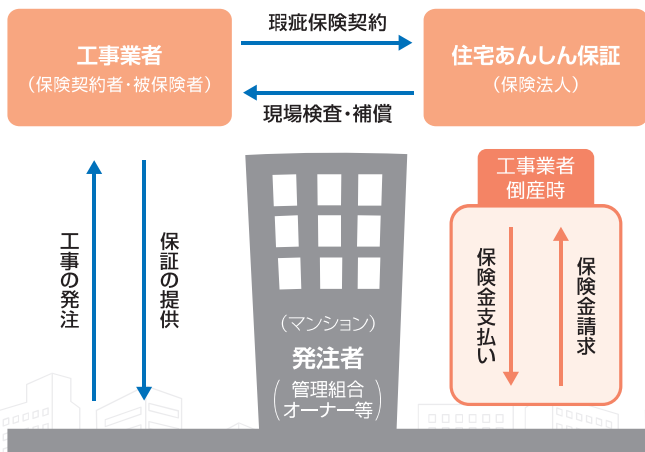 工事業者
（保険契約者・被保険者）
瑕疵保険契約
現場検査・補償
住宅あんしん保証
（保険法人）
工事の発注
保証の提供
（マンション）
発注者
（管理組合
オーナー等）
工事業者
倒産時
保険金支払い
保険金請求